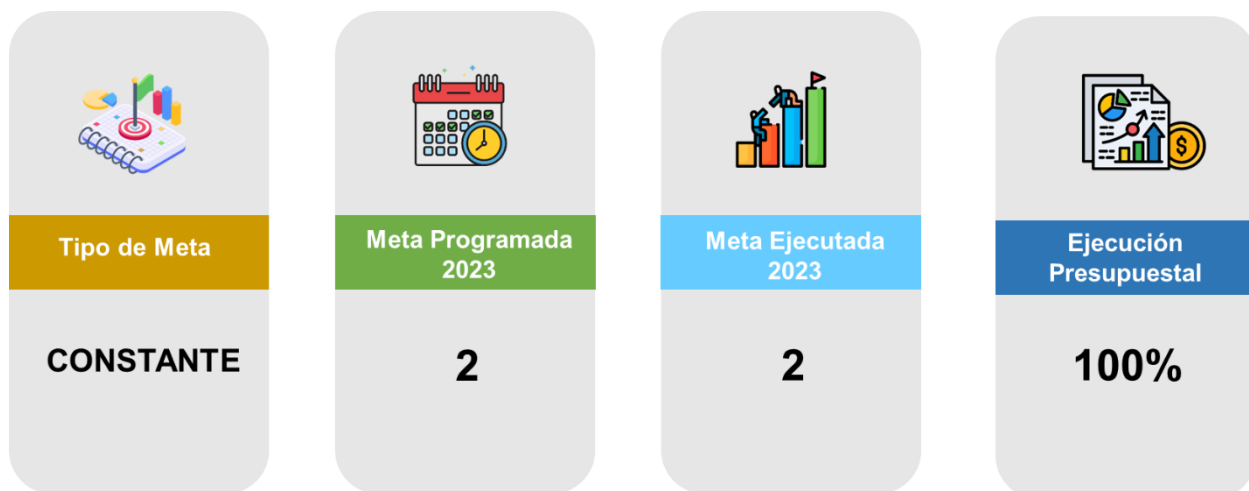 Tipo de Meta
CONSTANTE
Meta Programada
2023
2
Meta Ejecutada
2023
2
Ejecución
Presupuestal
100%